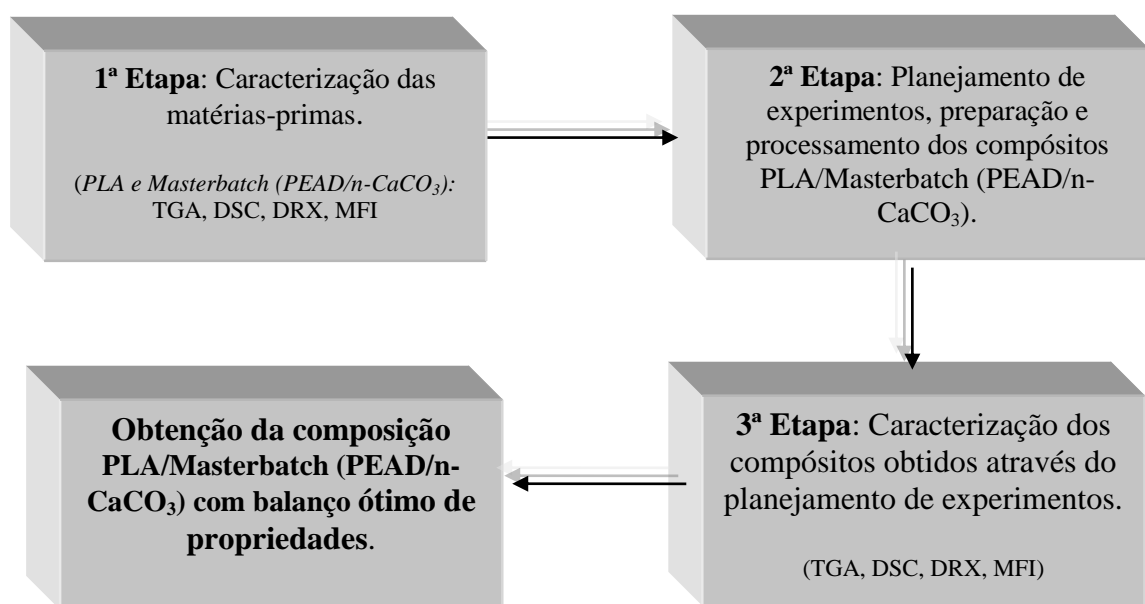 1ª Etapa: Caracterização das
matérias-primas.
(PLA e Masterbatch (PEAD/n-CaCO₃):
TGA, DSC, DRX, MFI
2ª Etapa: Planejamento de
experimentos, preparação e
processamento dos compósitos
PLA/Masterbatch (PEAD/n-
CaCO₃).
3ª Etapa: Caracterização dos
compósitos obtidos através do
planejamento de experimentos.
(TGA, DSC, DRX, MFI)
Obtenção da composição
PLA/Masterbatch (PEAD/n-
CaCO₃) com balanço ótimo de
propriedades.